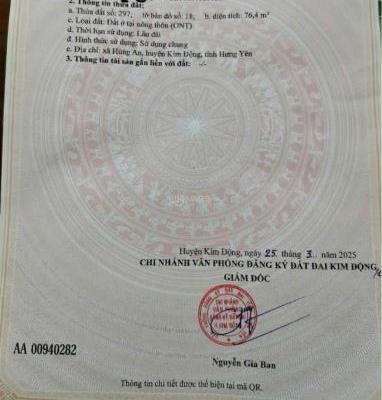 2. Thông tin thửa đất:
a. Thửa đất số: 297, tờ bản đồ số: 18, b. diện tích: 76,4 m²
c. Loại đất: Đất ở tại nông thôn (ONT)
d. Thời hạn sử dụng: Lâu dài
đ. Hình thức sử dụng: Sử dụng chung
e. Địa chỉ: xã Hùng An, huyện Kim Động, tỉnh Hưng Yên
3. Thông tin tài sản gắn liền với đất: -/-
Huyện Kim Động, ngày 25 tháng 3 năm 2025
CHI NHÁNH VĂN PHÒNG ĐĂNG KÝ ĐẤT ĐAI KIM ĐỘNG
GIÁM ĐỐC
CHI NHÁNH
AA 00940282
Nguyễn Gia Ban
Thông tin chi tiết được thể hiện tại mã QR.